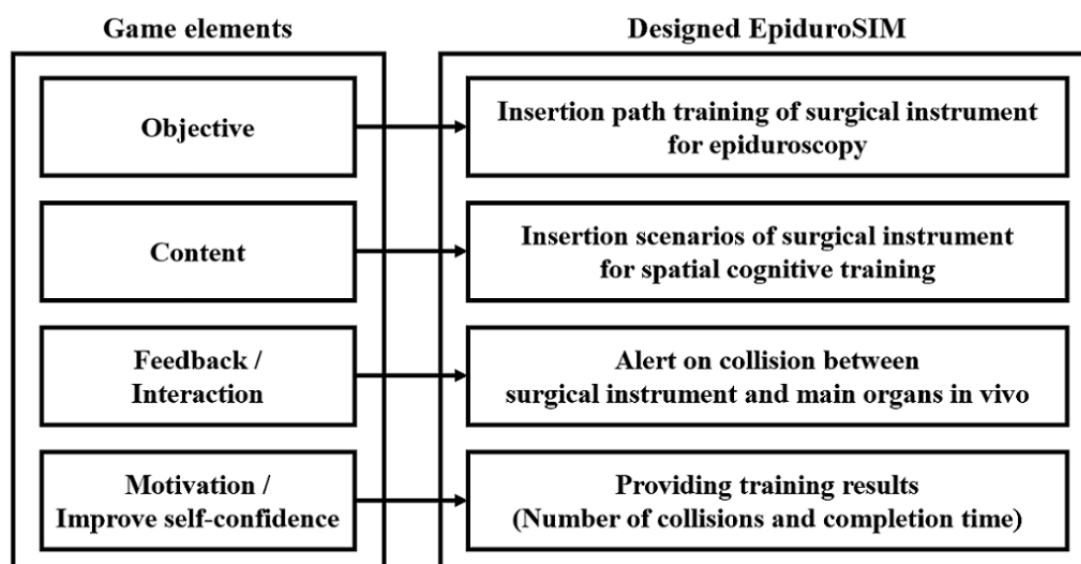 Game elements
Designed EpiduroSIM
Objective
Insertion path training of surgical instrument
for epiduroscopy
Content
Insertion scenarios of surgical instrument
for spatial cognitive training
Feedback /
Interaction
Alert on collision between
surgical instrument and main organs in vivo
Motivation /
Improve self-confidence
Providing training results
(Number of collisions and completion time)